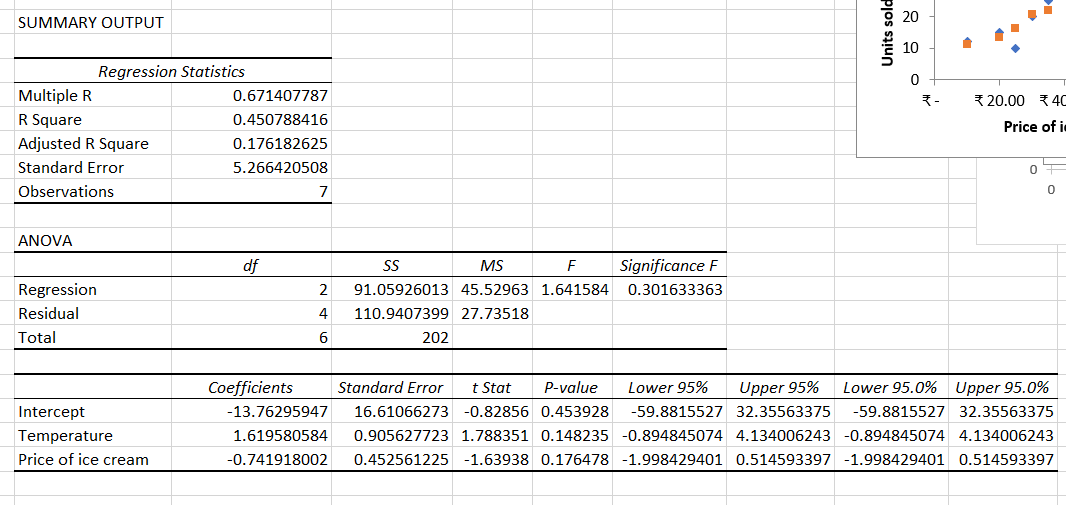 SUMMARY OUTPUT
Regression Statistics
Multiple R 0.671407787
R Square 0.450788416
Adjusted R Square 0.176182625
Standard Error 5.266420508
Observations 7
ANOVA
df SS MS F Significance F
Regression 2 91.05926013 45.52963 1.641584 0.301633363
Residual 4 110.9407399 27.73518
Total 6 202
Coefficients Standard Error t Stat P-value Lower 95% Upper 95% Lower 95.0% Upper 95.0%
Intercept -13.76295947 16.61066273 -0.82856 0.453928 -59.8815527 32.35563375 -59.8815527 32.35563375
Temperature 1.619580584 0.905627723 1.788351 0.148235 -0.894845074 4.134006243 -0.894845074 4.134006243
Price of ice cream -0.741918002 0.452561225 -1.63938 0.176478 -1.998429401 0.514593397 -1.998429401 0.514593397
Units sold
20
10
0
₹ - ₹ 20.00 ₹ 40
Price of i
0
0